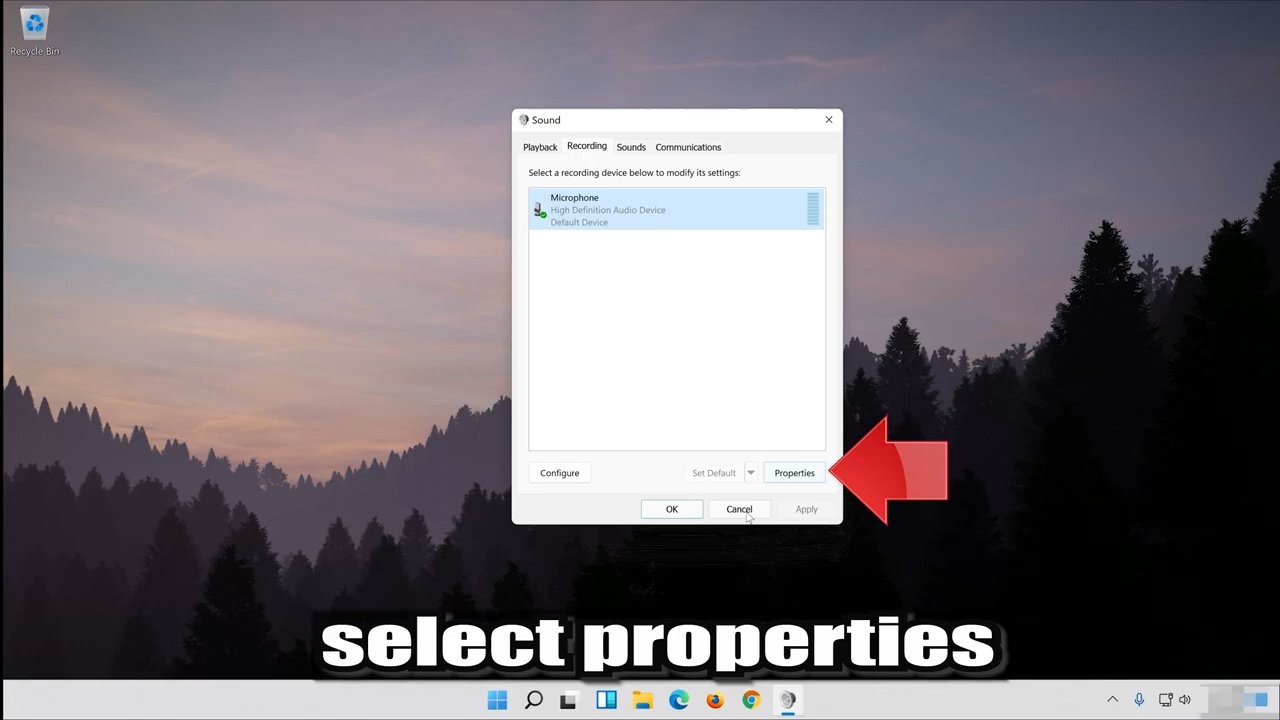 Recycle Bin
Sound
Playback Recording Sounds Communications
Select a recording device below to modify its settings:
Microphone
High Definition Audio Device
Default Device
Configure Set Default Properties
OK Cancel Apply
select properties